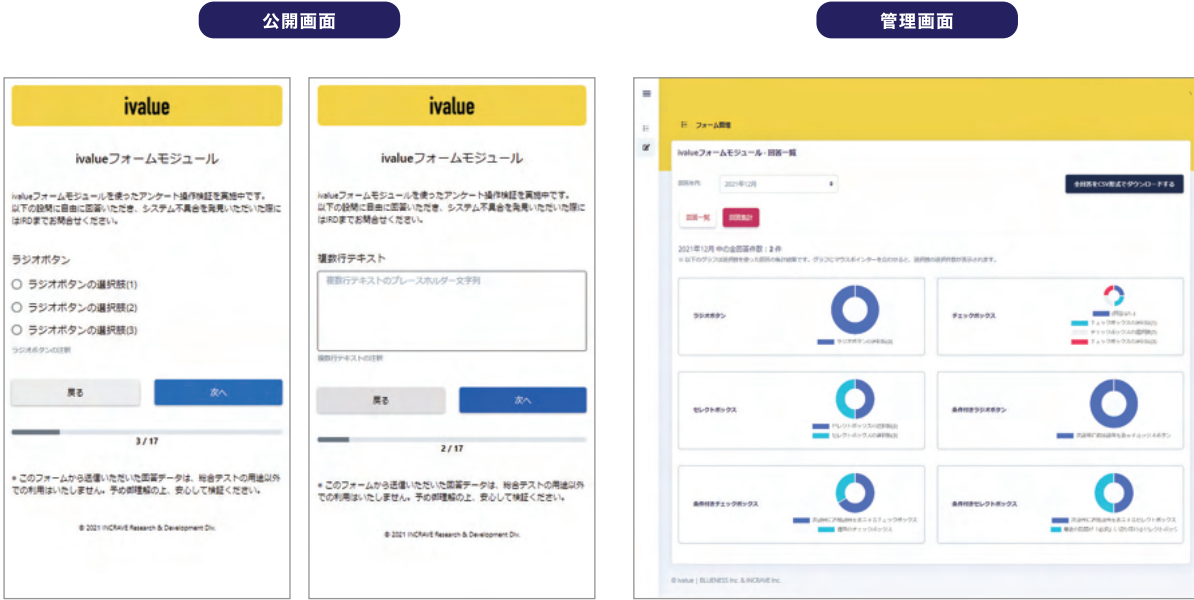 公開画面
管理画面
ivalue
ivalueフォームモジュール
ivalueフォームモジュールを使ったアンケート操作検証を実施中です。
以下の設問に自由に回答いただき、システム不具合を発見いただいた際に
はIRDまでお問合せください。
ラジオボタン
ラジオボタンの選択肢(1)
ラジオボタンの選択肢(2)
ラジオボタンの選択肢(3)
ラジオボタンの注釈
戻る
次へ
3 / 17
* このフォームから送信いただいた回答データは、総合テストの用途以外
での利用はいたしません。予め御理解の上、安心して検証ください。
© 2021 INCRAVE Research & Development Div.
ivalue
ivalueフォームモジュール
ivalueフォームモジュールを使ったアンケート操作検証を実施中です。
以下の設問に自由に回答いただき、システム不具合を発見いただいた際に
はIRDまでお問合せください。
複数行テキスト
複数行テキストのプレースホルダー文字列
複数行テキストの注釈
戻る
次へ
2 / 17
* このフォームから送信いただいた回答データは、総合テストの用途以外
での利用はいたしません。予め御理解の上、安心して検証ください。
© 2021 INCRAVE Research & Development Div.
フォーム管理
ivalueフォームモジュール - 回答一覧
回答年月:
2021年12月
全回答をCSV形式でダウンロードする
回答一覧
回答集計
2021年12月 中の全回答件数：2 件
ラジオボタン
チェックボックス
セレクトボックス
条件付きラジオボタン
条件付きチェックボックス
条件付きセレクトボックス
© ivalue | BLUENESS Inc. & INCRAVE Inc.